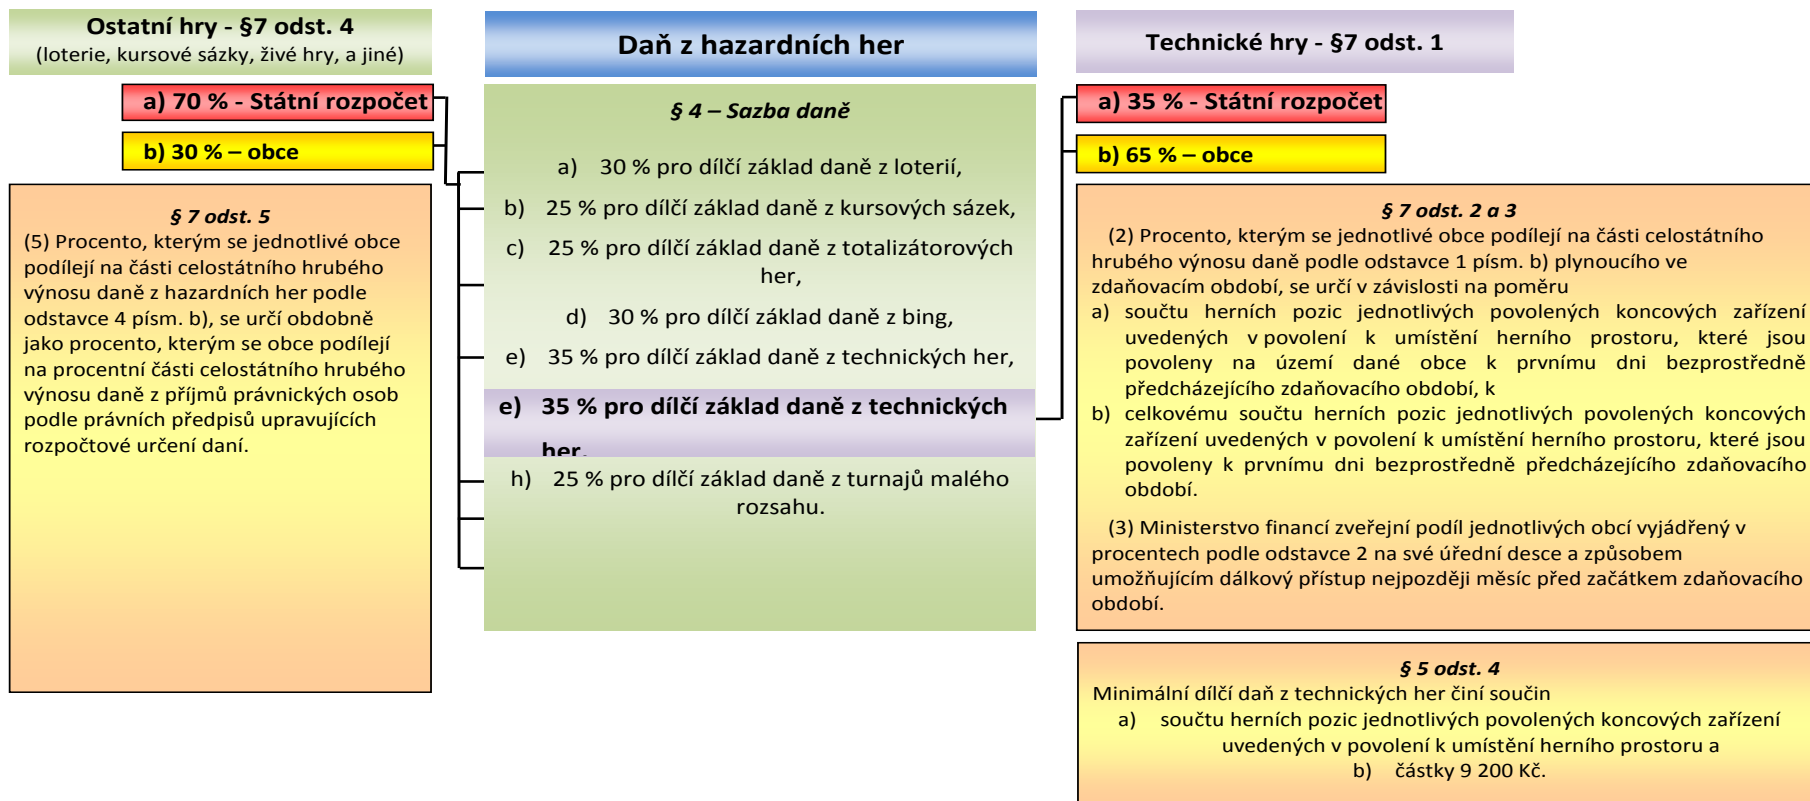 Ostatní hry - §7 odst. 4
(loterie, kursové sázky, živé hry, a jiné)
a) 70 % - Státní rozpočet
b) 30 % – obce
§ 7 odst. 5
(5) Procento, kterým se jednotlivé obce
podílejí na části celostátního hrubého
výnosu daně z hazardních her podle
odstavce 4 písm. b), se určí obdobně
jako procento, kterým se obce podílejí
na procentní části celostátního hrubého
výnosu daně z příjmů právnických osob
podle právních předpisů upravujících
rozpočtové určení daní.
Daň z hazardních her
§ 4 – Sazba daně
a) 30 % pro dílčí základ daně z loterií,
b) 25 % pro dílčí základ daně z kursových sázek,
c) 25 % pro dílčí základ daně z totalizátorových
her,
d) 30 % pro dílčí základ daně z bing,
e) 35 % pro dílčí základ daně z technických her,
e) 35 % pro dílčí základ daně z technických
her,
h) 25 % pro dílčí základ daně z turnajů malého
rozsahu.
Technické hry - §7 odst. 1
a) 35 % - Státní rozpočet
b) 65 % – obce
§ 7 odst. 2 a 3
(2) Procento, kterým se jednotlivé obce podílejí na části celostátního
hrubého výnosu daně podle odstavce 1 písm. b) plynoucího ve
zdaňovacím období, se určí v závislosti na poměru
a) součtu herních pozic jednotlivých povolených koncových zařízení
uvedených v povolení k umístění herního prostoru, které jsou
povoleny na území dané obce k prvnímu dni bezprostředně
předcházejícího zdaňovacího období, k
b) celkovému součtu herních pozic jednotlivých povolených koncových
zařízení uvedených v povolení k umístění herního prostoru, které jsou
povoleny k prvnímu dni bezprostředně předcházejícího zdaňovacího
období.
(3) Ministerstvo financí zveřejní podíl jednotlivých obcí vyjádřený v
procentech podle odstavce 2 na své úřední desce a způsobem
umožňujícím dálkový přístup nejpozději měsíc před začátkem zdaňovacího
období.
§ 5 odst. 4
Minimální dílčí daň z technických her činí součin
a) součtu herních pozic jednotlivých povolených koncových zařízení
uvedených v povolení k umístění herního prostoru a
b) částky 9 200 Kč.